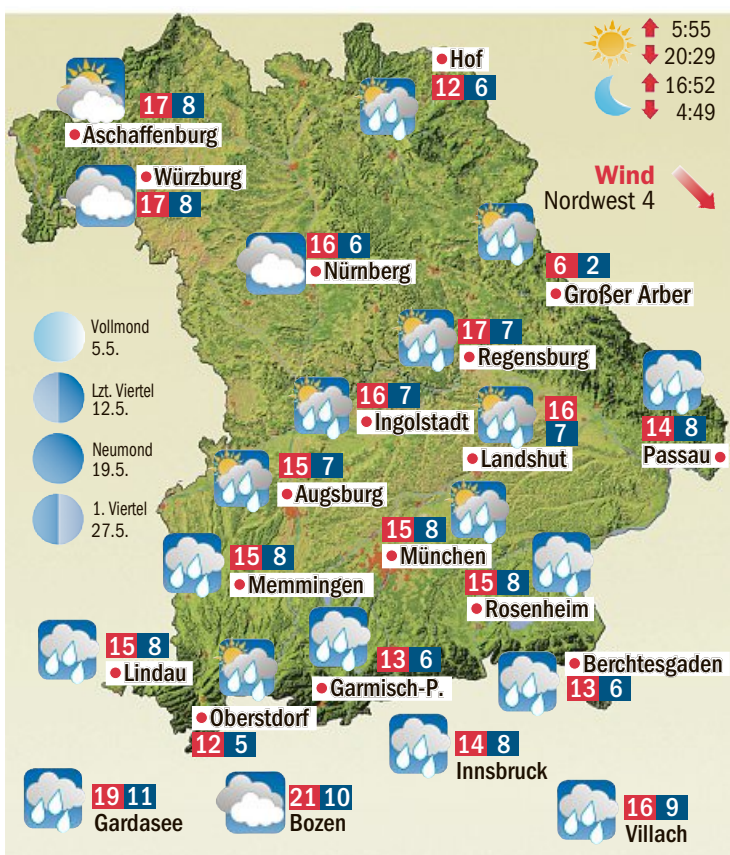 5:55
20:29
16:52
4:49
Hof
12 6
17 8
Aschaffenburg
Würzburg
17 8
Wind
Nordwest 4
16 6
Nürnberg
6 2
Großer Arber
Vollmond
5.5.
Lzt. Viertel
12.5.
Neumond
19.5.
1. Viertel
27.5.
17 7
Regensburg
16 7
Ingolstadt
16
7
Landshut
14 8
Passau
15 7
Augsburg
15 8
München
15 8
Memmingen
15 8
Rosenheim
15 8
Lindau
13 6
Garmisch-P.
Berchtesgaden
13 6
Oberstdorf
12 5
14 8
Innsbruck
19 11
Gardasee
21 10
Bozen
16 9
Villach